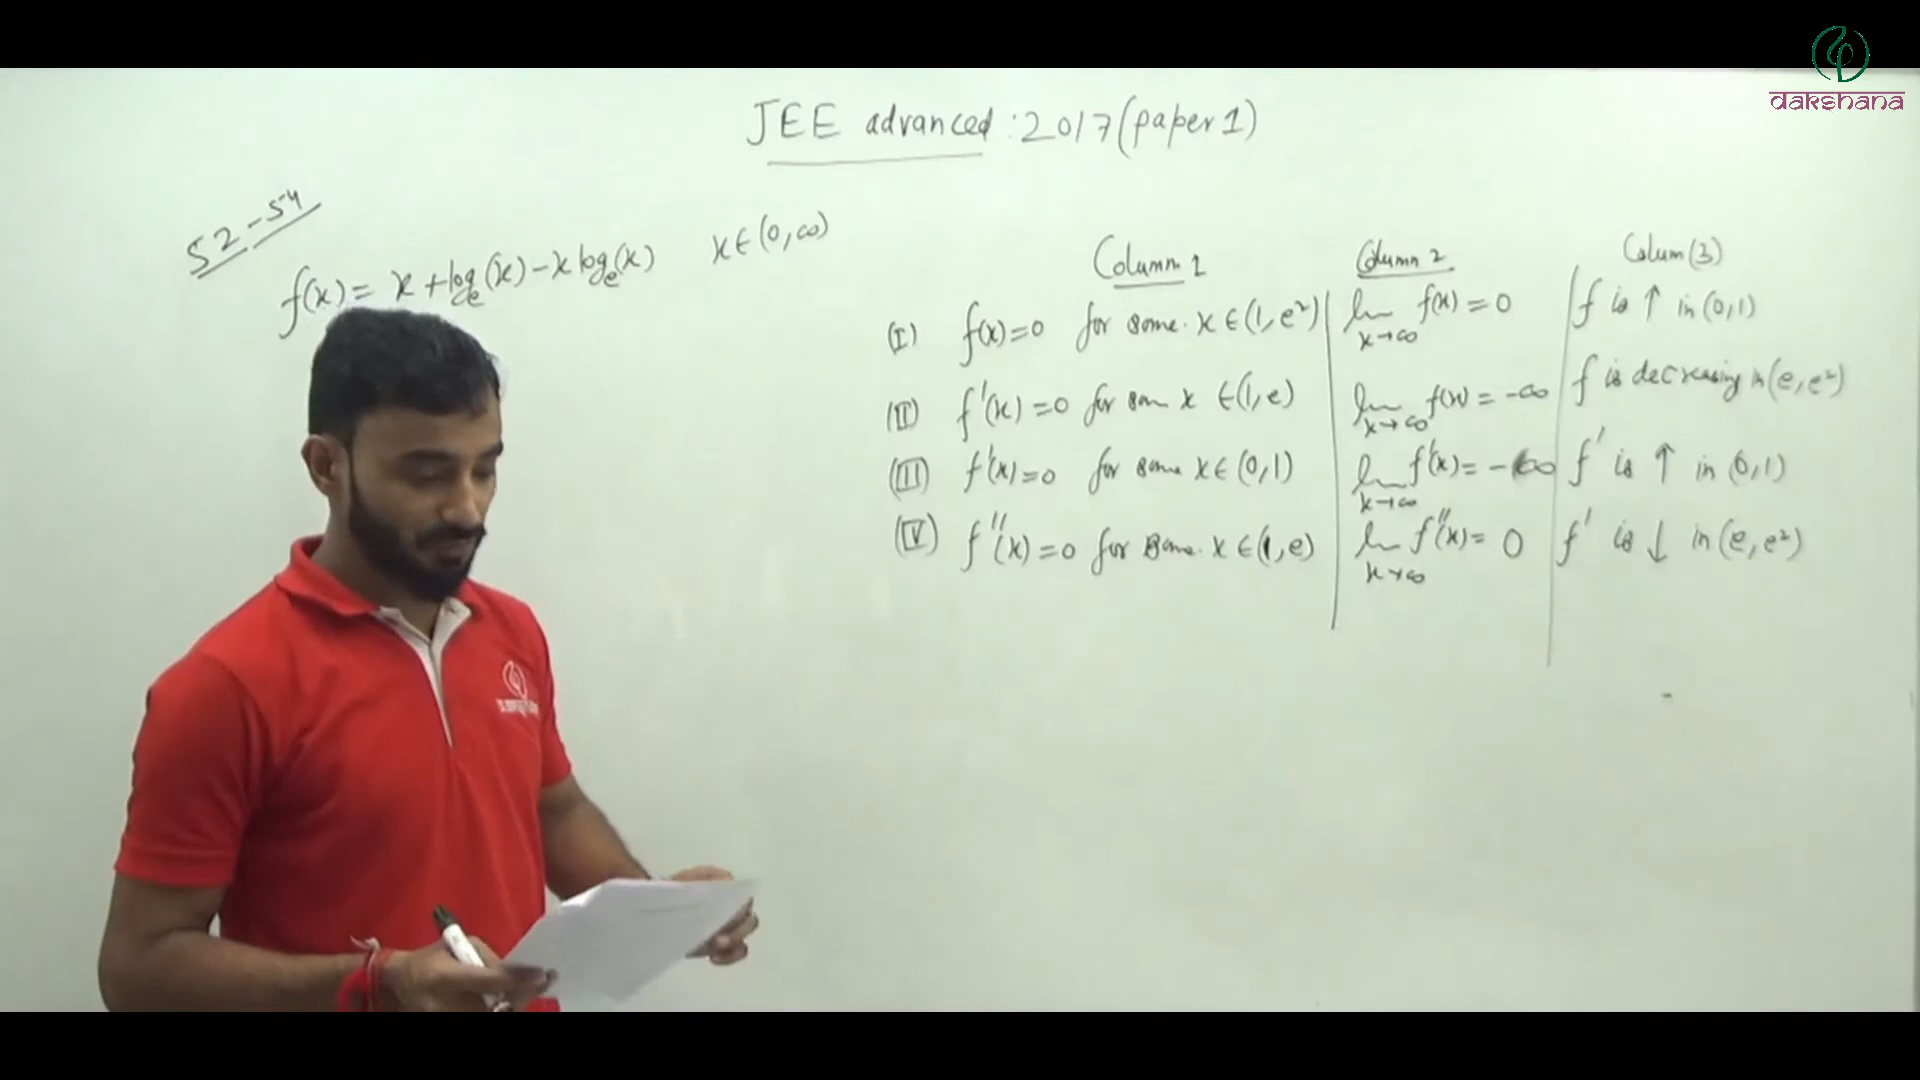 dakshana
JEE advanced : 2017 (paper 1)
52-54
f(x) = x + logₑ(x) - x logₑ(x) x ∈ (0, ∞)
Column 1 Column 2 Colum(3)
(I) f(x)=0 for some. x ∈ (1, e²) lim x→∞ f(x) = 0 f is ↑ in (0,1)
(II) f'(x) = 0 for som x ∈ (1, e) lim x→∞ f(x) = -∞ f is decreasing in (e, e²)
(III) f'(x) = 0 for some x ∈ (0, 1) lim x→∞ f'(x) = -∞ f' is ↑ in (0,1)
(IV) f''(x) = 0 for some. x ∈ (1, e) lim x→∞ f''(x) = 0 f' is ↓ in (e, e²)